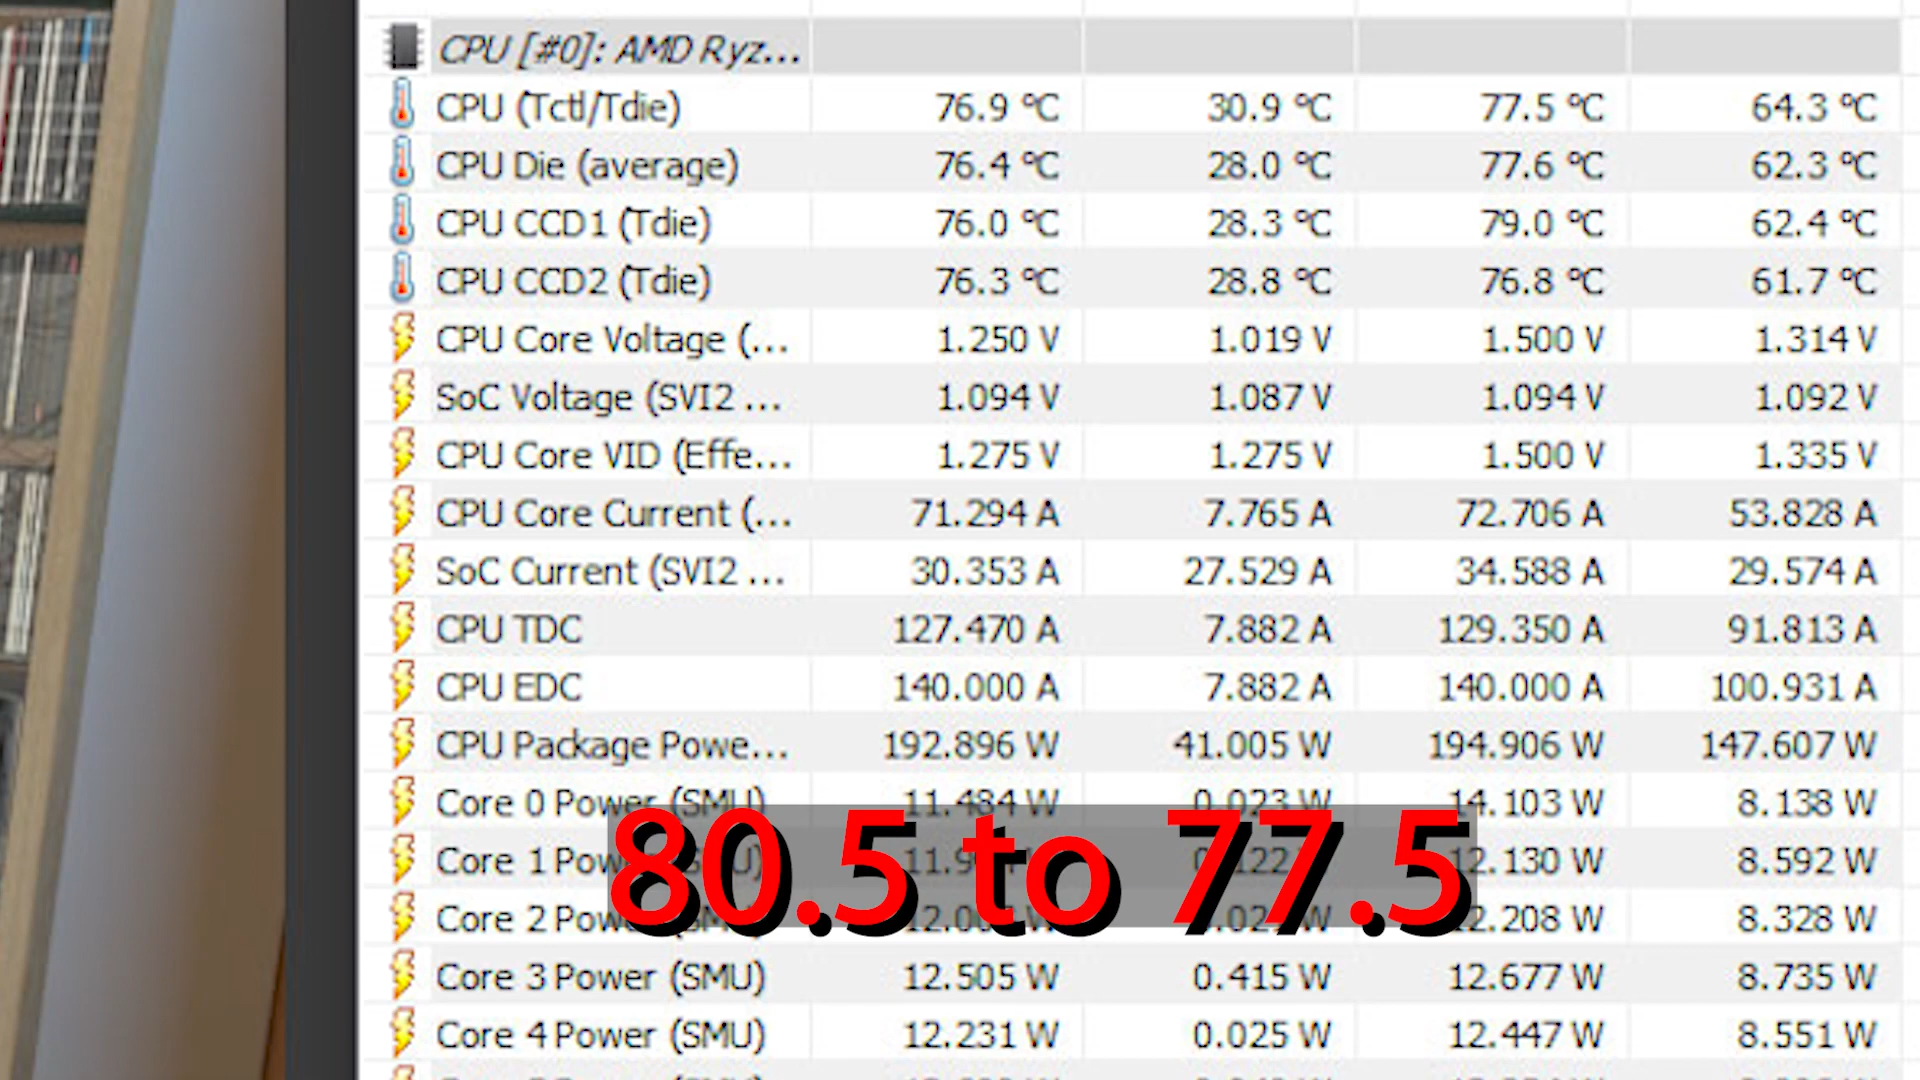 CPU [#0]: AMD Ryz...
CPU (Tctl/Tdie) 76.9 °C 30.9 °C 77.5 °C 64.3 °C
CPU Die (average) 76.4 °C 28.0 °C 77.6 °C 62.3 °C
CPU CCD1 (Tdie) 76.0 °C 28.3 °C 79.0 °C 62.4 °C
CPU CCD2 (Tdie) 76.3 °C 28.8 °C 76.8 °C 61.7 °C
CPU Core Voltage (... 1.250 V 1.019 V 1.500 V 1.314 V
SoC Voltage (SVI2 ... 1.094 V 1.087 V 1.094 V 1.092 V
CPU Core VID (Effe... 1.275 V 1.275 V 1.500 V 1.335 V
CPU Core Current (... 71.294 A 7.765 A 72.706 A 53.828 A
SoC Current (SVI2 ... 30.353 A 27.529 A 34.588 A 29.574 A
CPU TDC 127.470 A 7.882 A 129.350 A 91.813 A
CPU EDC 140.000 A 7.882 A 140.000 A 100.931 A
CPU Package Powe... 192.896 W 41.005 W 194.906 W 147.607 W
Core 0 Power (SMU) 11.484 W 0.023 W 14.103 W 8.138 W
80.5 to 77.5
Core 1 12.130 W 8.592 W
Core 2 12.208 W 8.328 W
Core 3 Power (SMU) 12.505 W 0.415 W 12.677 W 8.735 W
Core 4 Power (SMU) 12.231 W 0.025 W 12.447 W 8.551 W